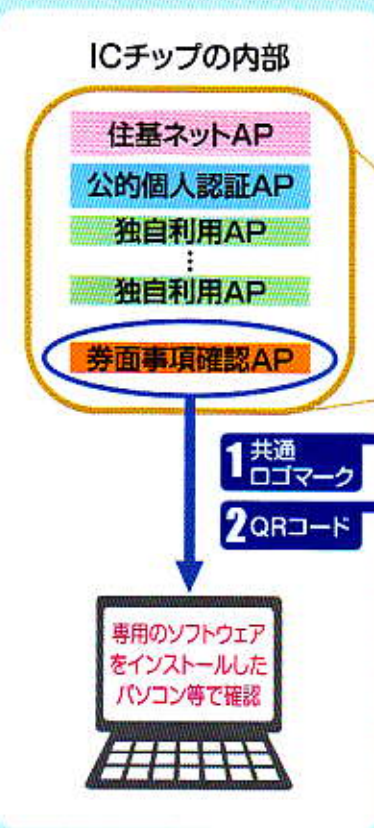 ICチップの内部
住基ネットAP
公的個人認証AP
独自利用AP
⋮
独自利用AP
券面事項確認AP
1 共通
ロゴマーク
2 QRコード
専用のソフトウェア
をインストールした
パソコン等で確認